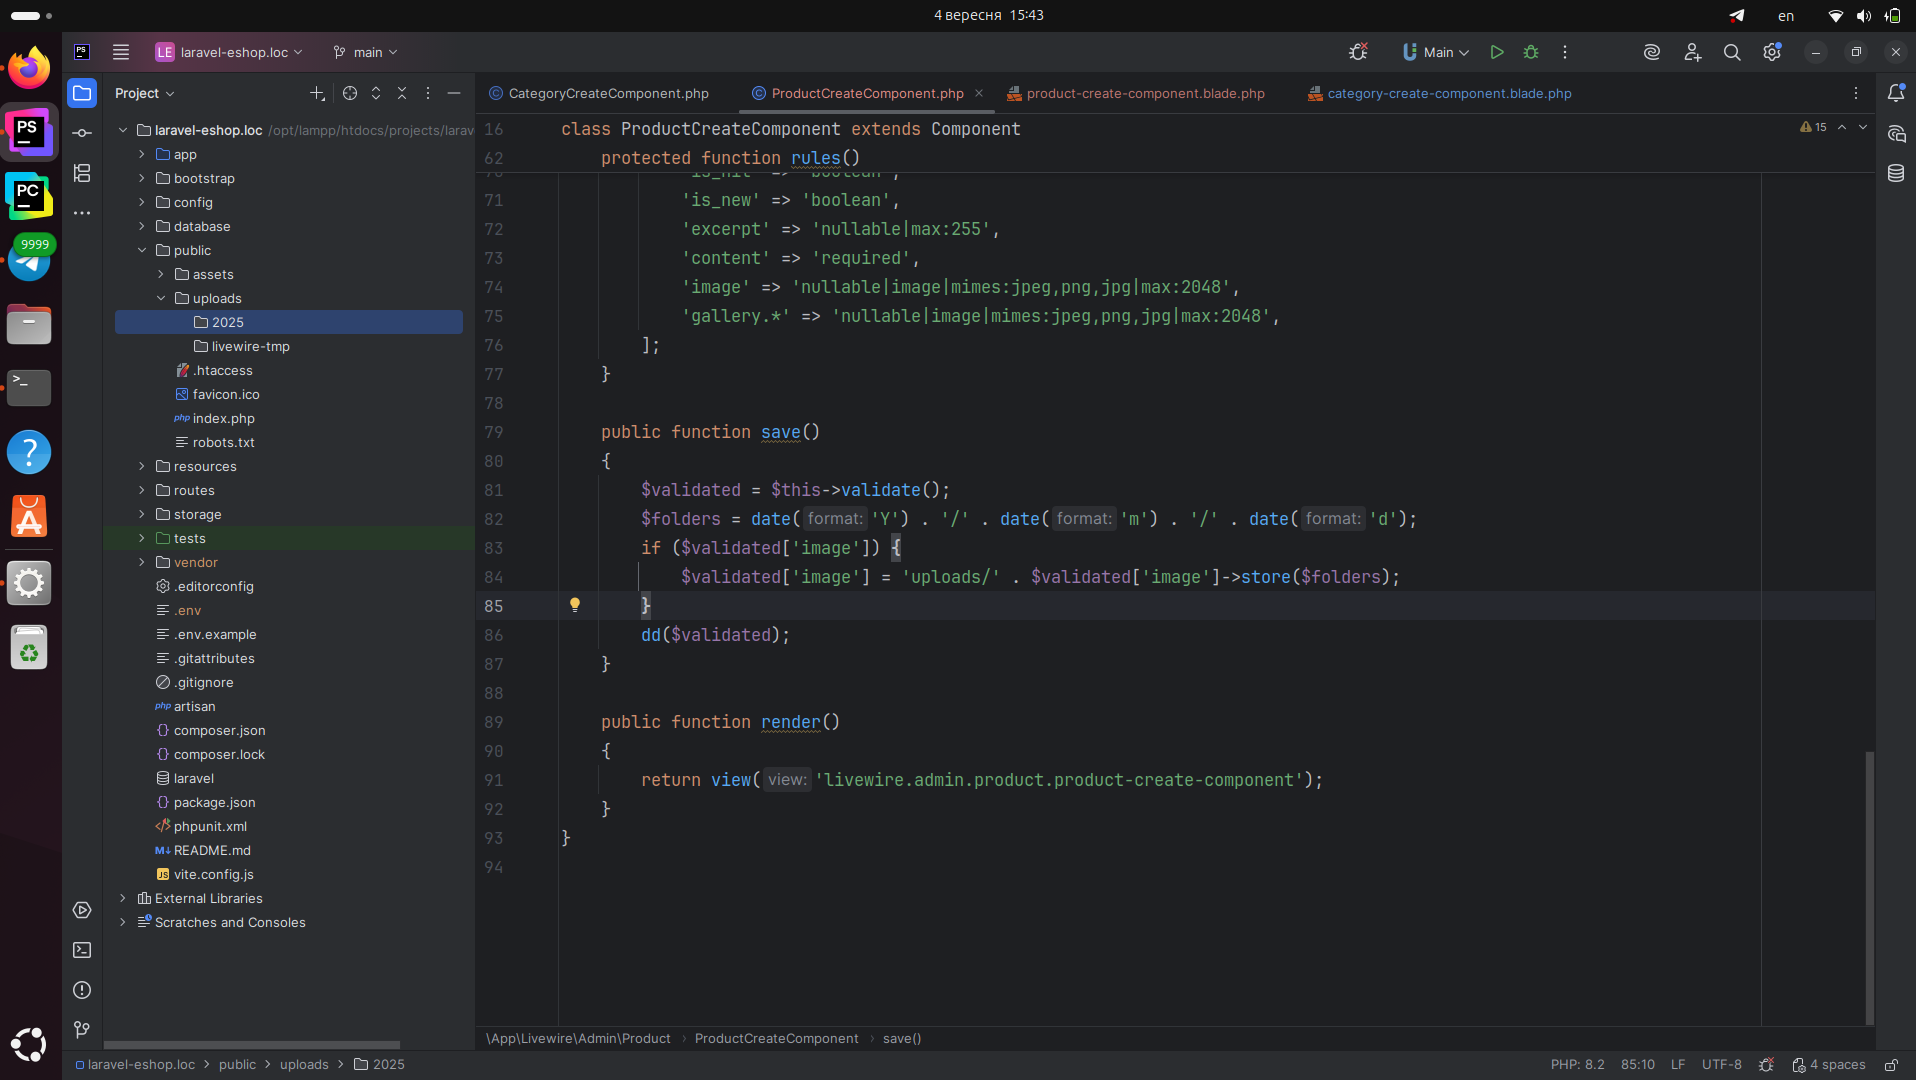 4 вересня 15:43
en
PS
LE laravel-eshop.loc
main
Main
Project
CategoryCreateComponent.php
ProductCreateComponent.php
product-create-component.blade.php
category-create-component.blade.php
15
PS
PC
9999
laravel-eshop.loc /opt/lampp/htdocs/projects/larav
app
bootstrap
config
database
public
assets
uploads
2025
livewire-tmp
.htaccess
favicon.ico
php index.php
robots.txt
resources
routes
storage
tests
vendor
.editorconfig
.env
.env.example
.gitattributes
.gitignore
php artisan
composer.json
composer.lock
laravel
package.json
phpunit.xml
M↓ README.md
JS vite.config.js
External Libraries
Scratches and Consoles
16 class ProductCreateComponent extends Component
62 protected function rules()
70 'is_hit' => 'boolean',
71 'is_new' => 'boolean',
72 'excerpt' => 'nullable|max:255',
73 'content' => 'required',
74 'image' => 'nullable|image|mimes:jpeg,png,jpg|max:2048',
75 'gallery.*' => 'nullable|image|mimes:jpeg,png,jpg|max:2048',
76 ];
77 }
78
79 public function save()
80 {
81 $validated = $this->validate();
82 $folders = date( format: 'Y') . '/' . date( format: 'm') . '/' . date( format: 'd');
83 if ($validated['image']) {
84 $validated['image'] = 'uploads/' . $validated['image']->store($folders);
85 }
86 dd($validated);
87 }
88
89 public function render()
90 {
91 return view( view: 'livewire.admin.product.product-create-component');
92 }
93 }
94
\App\Livewire\Admin\Product › ProductCreateComponent › save()
laravel-eshop.loc > public > uploads > 2025
PHP: 8.2 85:10 LF UTF-8 4 spaces